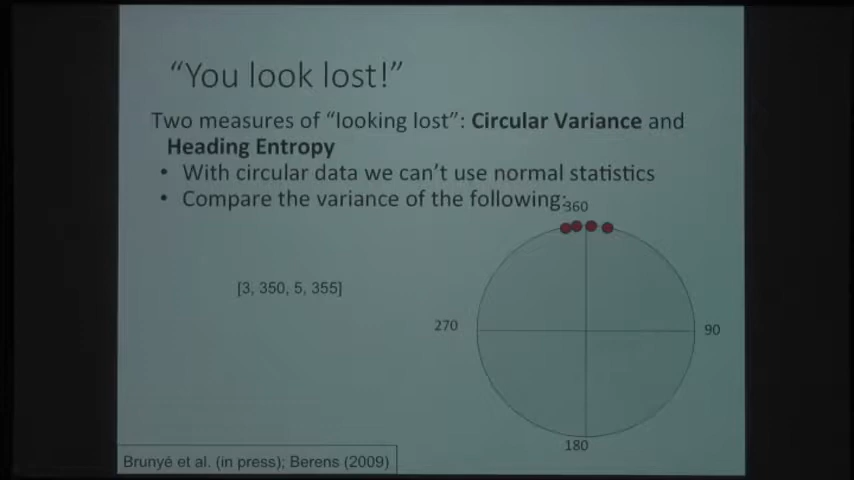 “You look lost!”
Two measures of “looking lost”: Circular Variance and
Heading Entropy
• With circular data we can’t use normal statistics
• Compare the variance of the following:
360
[3, 350, 5, 355]
270
90
180
Brunyé et al. (in press); Berens (2009)